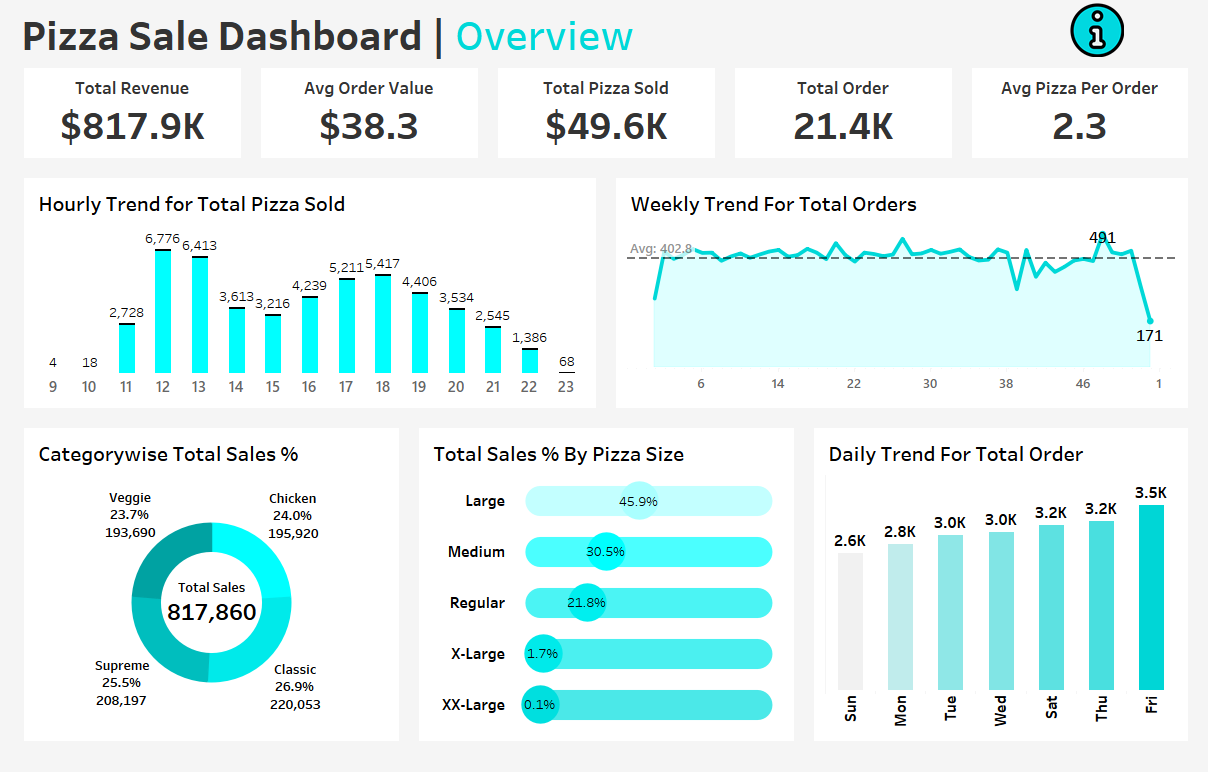 Pizza Sale Dashboard | Overview
Total Revenue
$817.9K
Avg Order Value
$38.3
Total Pizza Sold
$49.6K
Total Order
21.4K
Avg Pizza Per Order
2.3
Hourly Trend for Total Pizza Sold
4 18 2,728 6,776 6,413 3,613 3,216 4,239 5,211 5,417 4,406 3,534 2,545 1,386 68
9 10 11 12 13 14 15 16 17 18 19 20 21 22 23
Weekly Trend For Total Orders
Avg: 402.8
491
171
6 14 22 30 38 46 1
Categorywise Total Sales %
Veggie
23.7%
193,690
Chicken
24.0%
195,920
Total Sales
817,860
Supreme
25.5%
208,197
Classic
26.9%
220,053
Total Sales % By Pizza Size
Large 45.9%
Medium 30.5%
Regular 21.8%
X-Large 1.7%
XX-Large 0.1%
Daily Trend For Total Order
2.6K 2.8K 3.0K 3.0K 3.2K 3.2K 3.5K
Sun Mon Tue Wed Sat Thu Fri